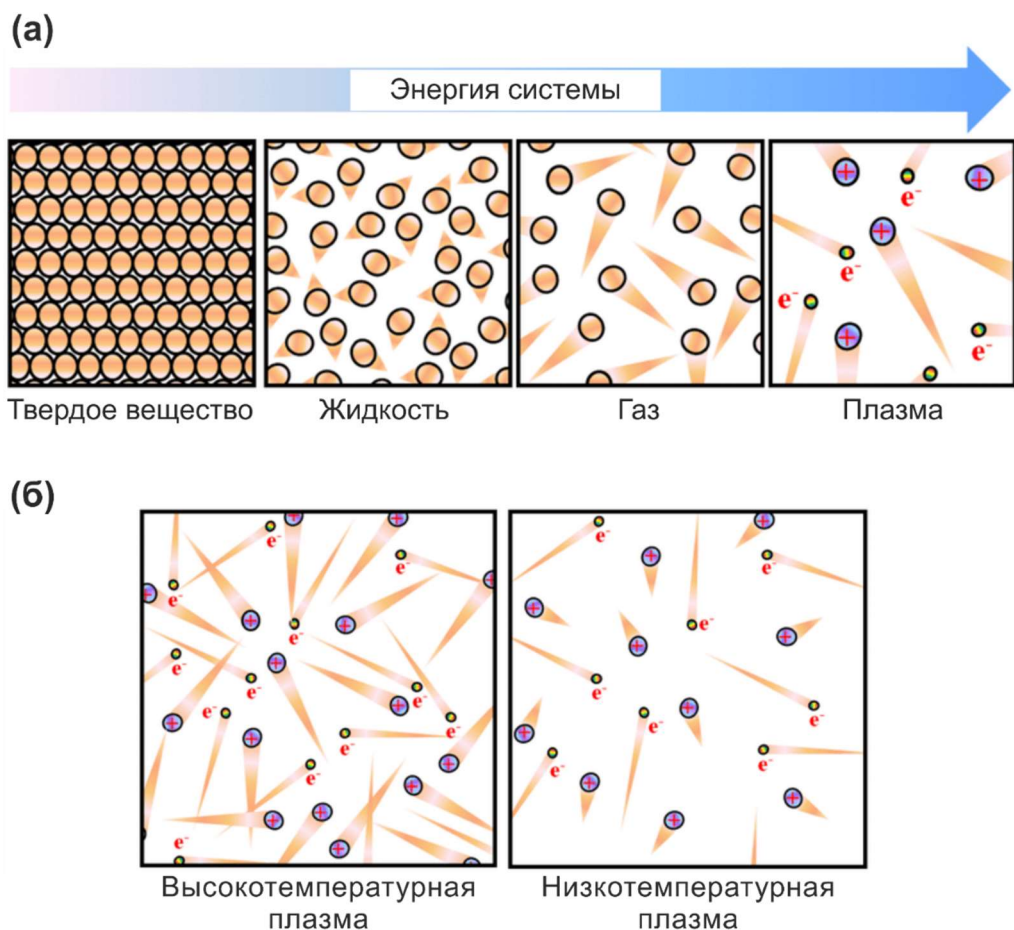 (а)
Энергия системы
+ e⁻ +
+
e⁻
e⁻
+
e⁻
Твердое вещество Жидкость Газ Плазма
(б)
+ +
e⁻ e⁻
+ e⁻ +
+ e⁻ +
e⁻ +
e⁻ e⁻
e⁻ + e⁻
+ + e⁻
e⁻ +
+
+ +
e⁻ +
+
e⁻ +
+ e⁻
+
e⁻ +
+
e⁻ + e⁻
+ e⁻
e⁻ e⁻
+ +
+
Высокотемпературная
плазма
Низкотемпературная
плазма